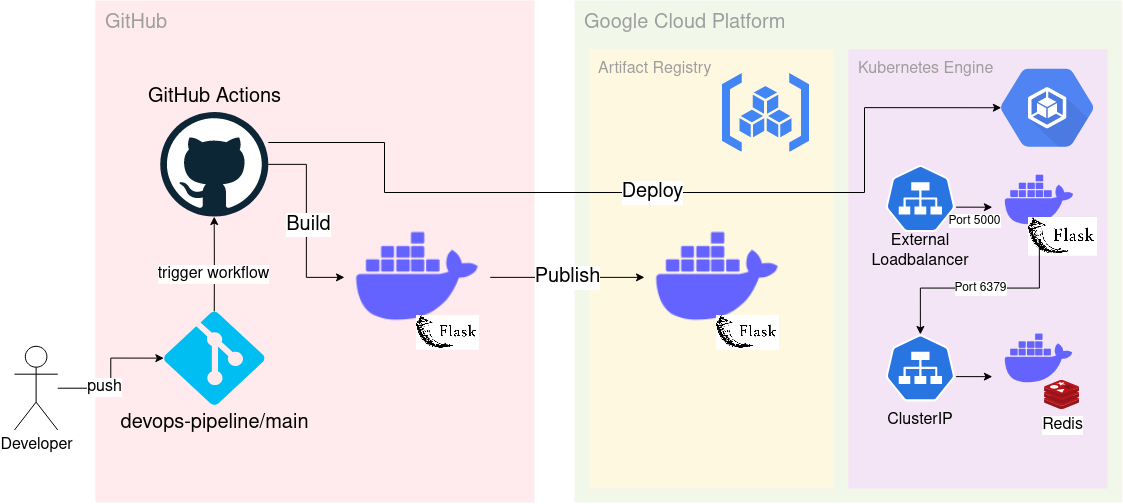 GitHub
Google Cloud Platform
Artifact Registry
Kubernetes Engine
GitHub Actions
Deploy
Build
Port 5000
Flask
External
Loadbalancer
trigger workflow
Publish
Port 6379
Flask
Flask
push
Developer
devops-pipeline/main
ClusterIP
Redis